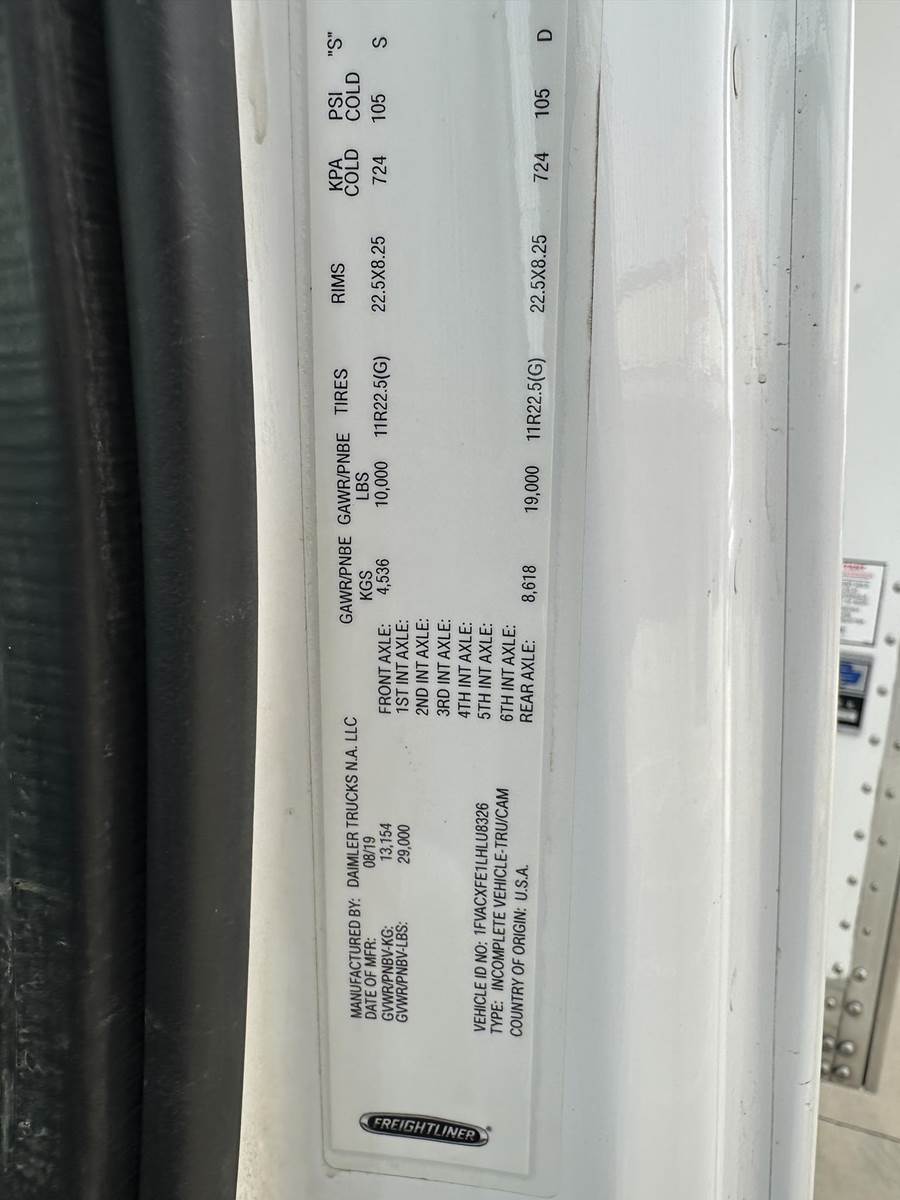 FREIGHTLINER
MANUFACTURED BY: DAIMLER TRUCKS N.A. LLC
DATE OF MFR: 08/19
GVWR/PNBV-KG: 13,154
GVWR/PNBV-LBS: 29,000
VEHICLE ID NO: 1FVACXFE1LHLU8326
TYPE: INCOMPLETE VEHICLE-TRU/CAM
COUNTRY OF ORIGIN: U.S.A.
GAWR/PNBE GAWR/PNBE TIRES RIMS KPA PSI "S"
KGS LBS COLD COLD
FRONT AXLE: 4,536 10,000 11R22.5(G) 22.5X8.25 724 105 S
1ST INT AXLE:
2ND INT AXLE:
3RD INT AXLE:
4TH INT AXLE:
5TH INT AXLE:
6TH INT AXLE:
REAR AXLE: 8,618 19,000 11R22.5(G) 22.5X8.25 724 105 D